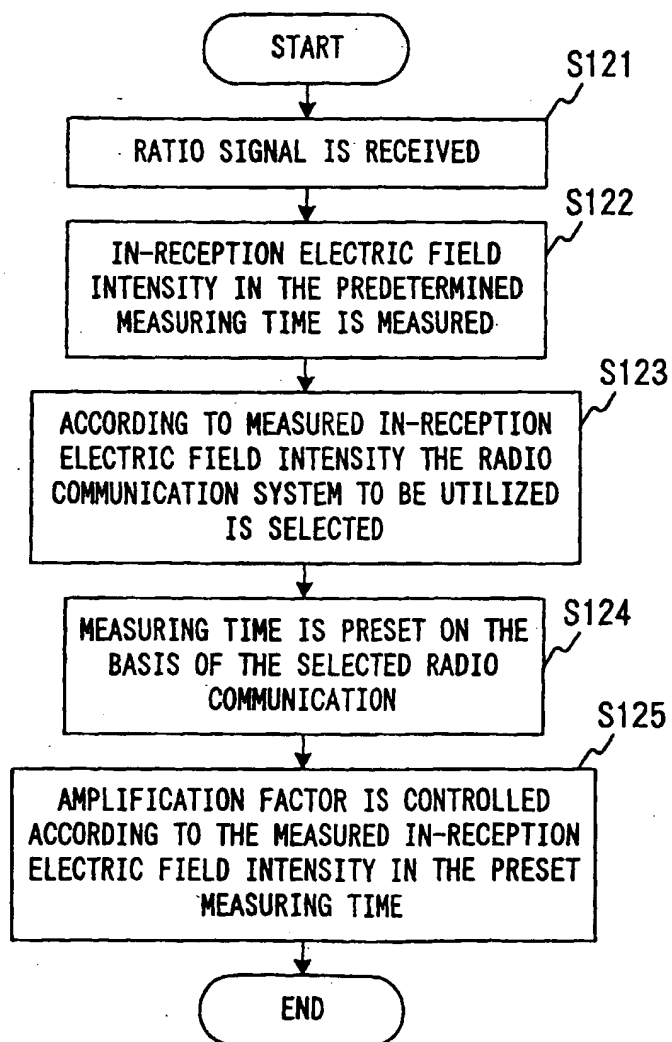 START
S121
RATIO SIGNAL IS RECEIVED
S122
IN-RECEPTION ELECTRIC FIELD
INTENSITY IN THE PREDETERMINED
MEASURING TIME IS MEASURED
S123
ACCORDING TO MEASURED IN-RECEPTION
ELECTRIC FIELD INTENSITY THE RADIO
COMMUNICATION SYSTEM TO BE UTILIZED
IS SELECTED
S124
MEASURING TIME IS PRESET ON THE
BASIS OF THE SELECTED RADIO
COMMUNICATION
S125
AMPLIFICATION FACTOR IS CONTROLLED
ACCORDING TO THE MEASURED IN-RECEPTION
ELECTRIC FIELD INTENSITY IN THE PRESET
MEASURING TIME
END